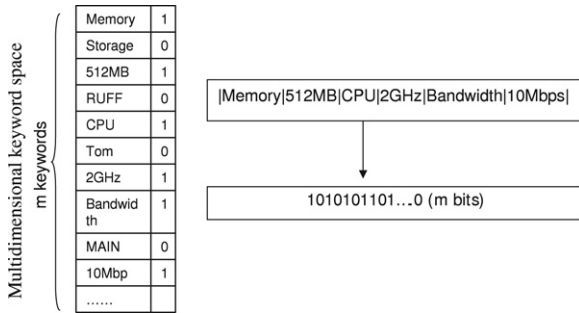 Multidimensional keyword space
m keywords
Memory 1
Storage 0
512MB 1
RUFF 0
CPU 1
Tom 0
2GHz 1
Bandwid 1
th
MAIN 0
10Mbp 1
......
|Memory|512MB|CPU|2GHz|Bandwidth|10Mbps|
1010101101....0 (m bits)